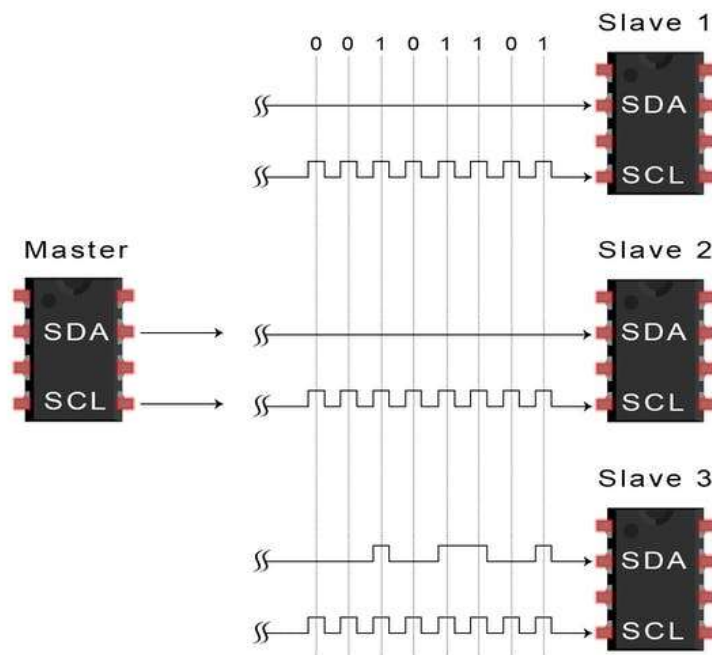 Slave 1
0 0 1 0 1 1 0 1
SDA
SCL
Master
SDA
SCL
Slave 2
SDA
SCL
Slave 3
SDA
SCL